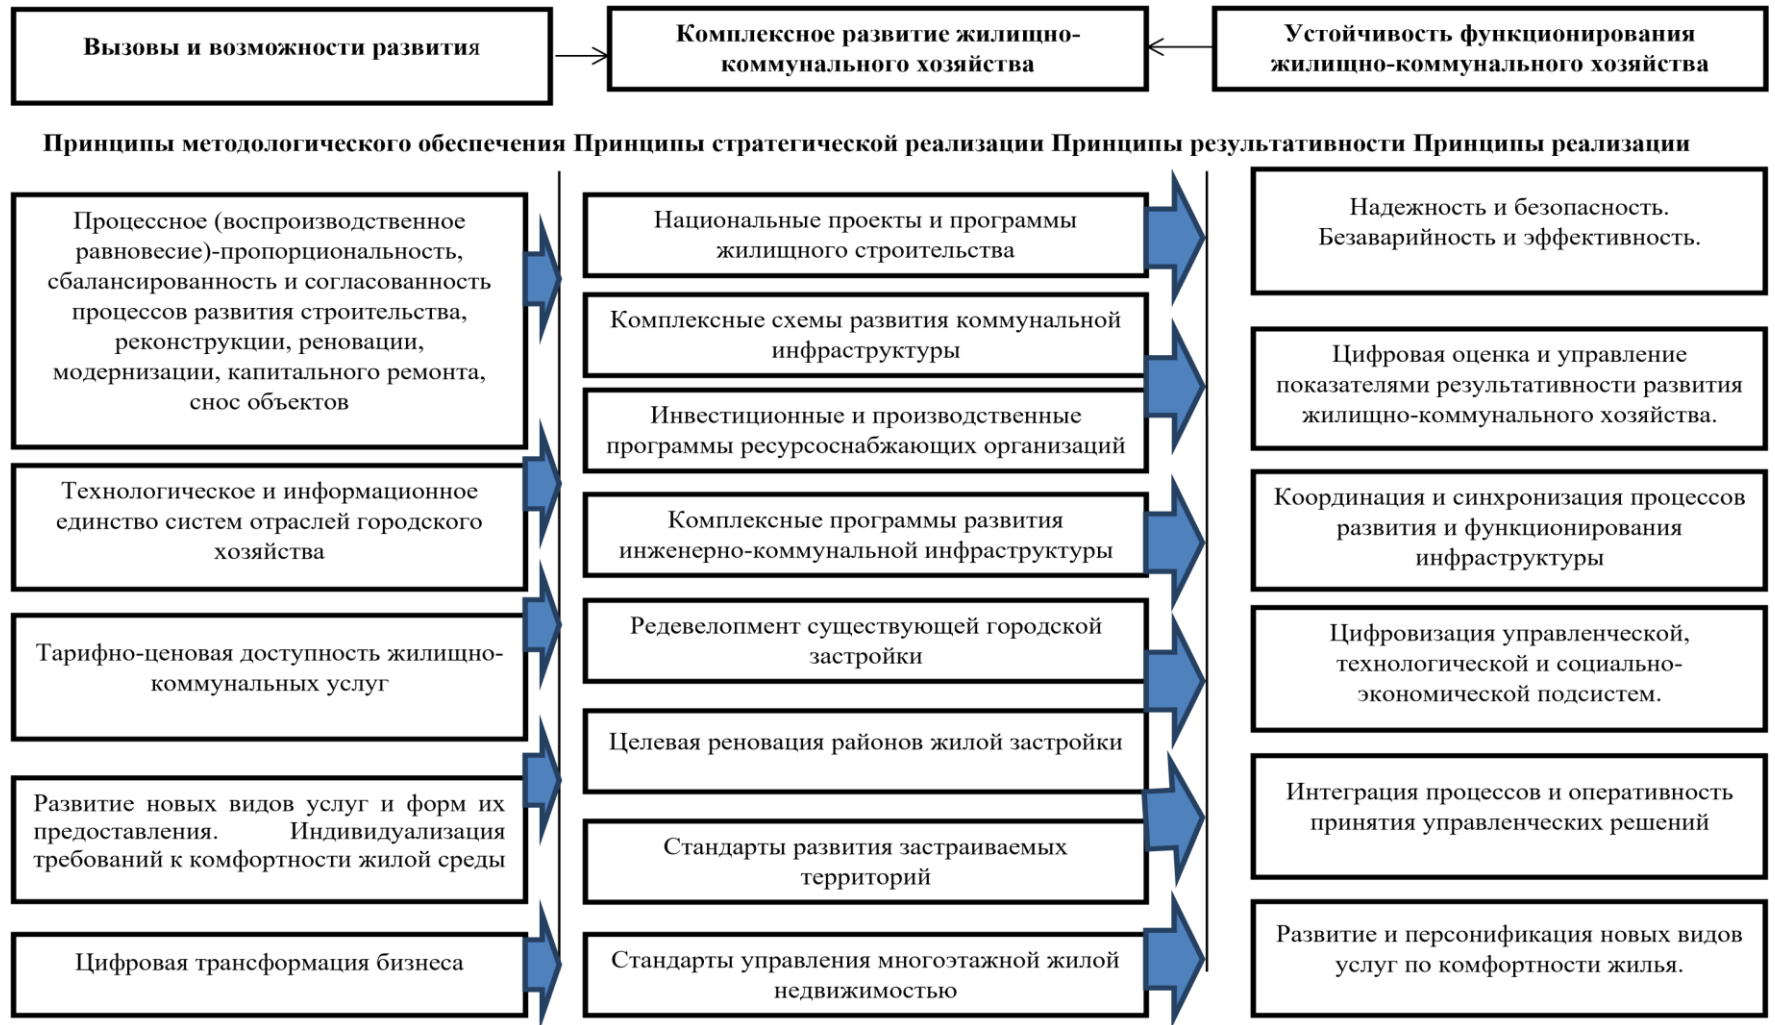 Вызовы и возможности развития
Комплексное развитие жилищно-
коммунального хозяйства
Устойчивость функционирования
жилищно-коммунального хозяйства
Принципы методологического обеспечения Принципы стратегической реализации Принципы результативности Принципы реализации
Процессное (воспроизводственное
равновесие)-пропорциональность,
сбалансированность и согласованность
процессов развития строительства,
реконструкции, реновации,
модернизации, капитального ремонта,
снос объектов
Технологическое и информационное
единство систем отраслей городского
хозяйства
Тарифно-ценовая доступность жилищно-
коммунальных услуг
Развитие новых видов услуг и форм их
предоставления. Индивидуализация
требований к комфортности жилой среды
Цифровая трансформация бизнеса
Национальные проекты и программы
жилищного строительства
Комплексные схемы развития коммунальной
инфраструктуры
Инвестиционные и производственные
программы ресурсоснабжающих организаций
Комплексные программы развития
инженерно-коммунальной инфраструктуры
Редевелопмент существующей городской
застройки
Целевая реновация районов жилой застройки
Стандарты развития застраиваемых
территорий
Стандарты управления многоэтажной жилой
недвижимостью
Надежность и безопасность.
Безаварийность и эффективность.
Цифровая оценка и управление
показателями результативности развития
жилищно-коммунального хозяйства.
Координация и синхронизация процессов
развития и функционирования
инфраструктуры
Цифровизация управленческой,
технологической и социально-
экономической подсистем.
Интеграция процессов и оперативность
принятия управленческих решений
Развитие и персонификация новых видов
услуг по комфортности жилья.